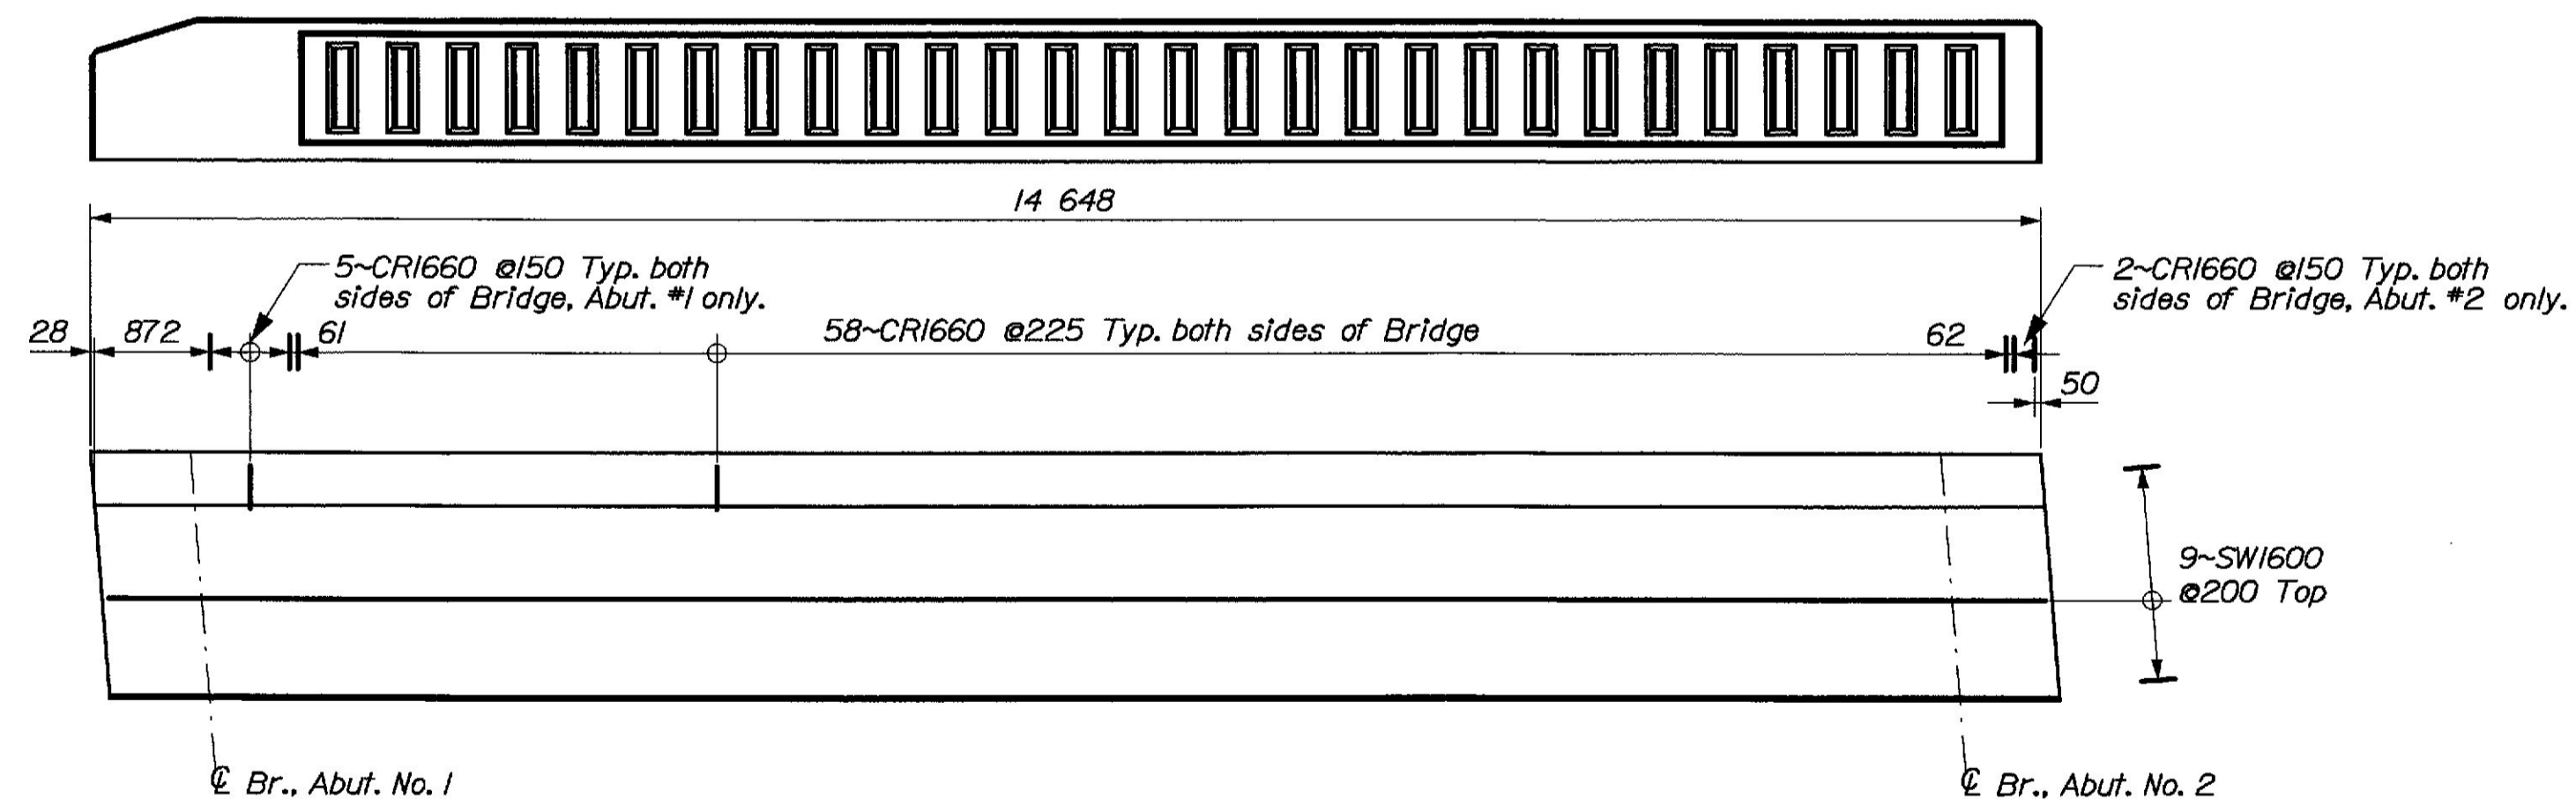 14 648
5~CR1660 @150 Typ. both
sides of Bridge, Abut. #1 only.
2~CR1660 @150 Typ. both
sides of Bridge, Abut. #2 only.
28
872
61
58~CR1660 @225 Typ. both sides of Bridge
62
50
9~SW1600
@200 Top
℄ Br., Abut. No. 1
℄ Br., Abut. No. 2